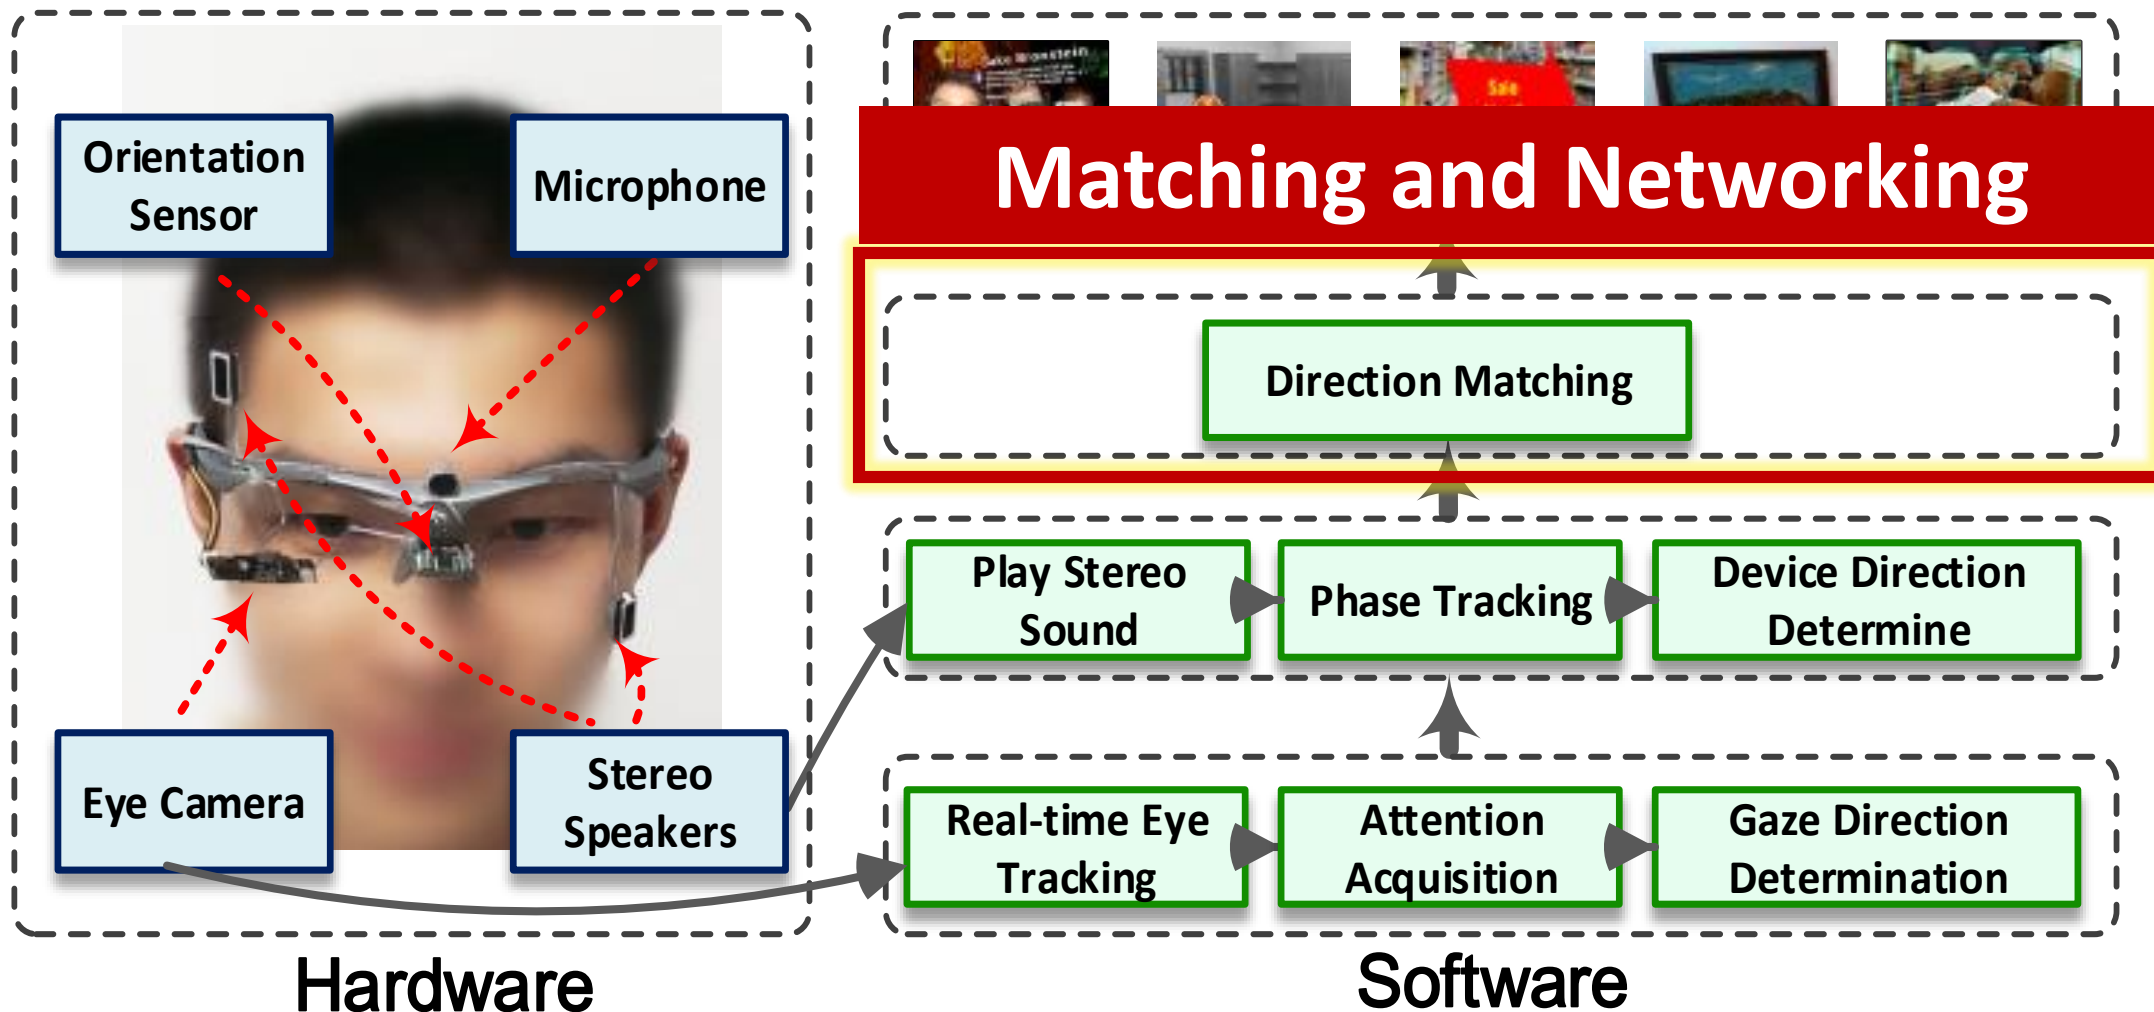 Orientation
Sensor
Microphone
Eye Camera
Stereo
Speakers
Hardware
Sale
Matching and Networking
Direction Matching
Play Stereo
Sound
Phase Tracking
Device Direction
Determine
Real-time Eye
Tracking
Attention
Acquisition
Gaze Direction
Determination
Software